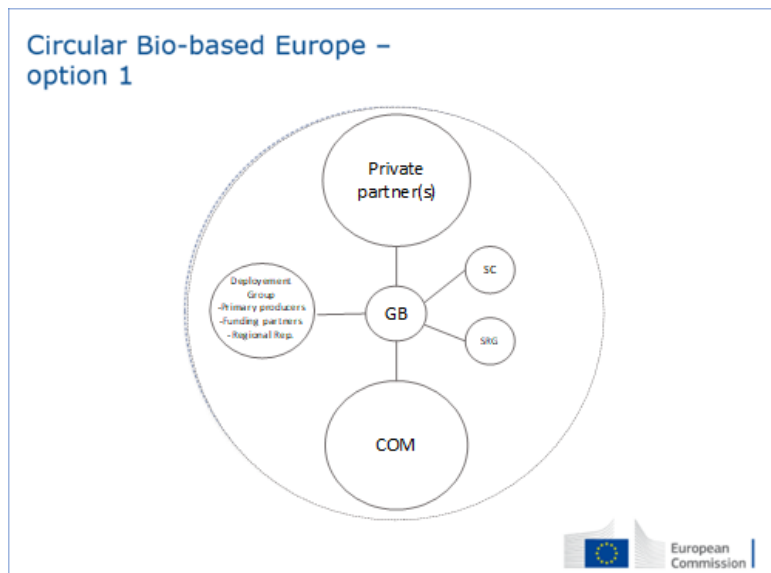 Circular Bio-based Europe –
option 1
Private
partner(s)
Deployement
Group
-Primary producers
-Funding partners
-Regional Rep.
GB
SC
SRG
COM
European
Commission